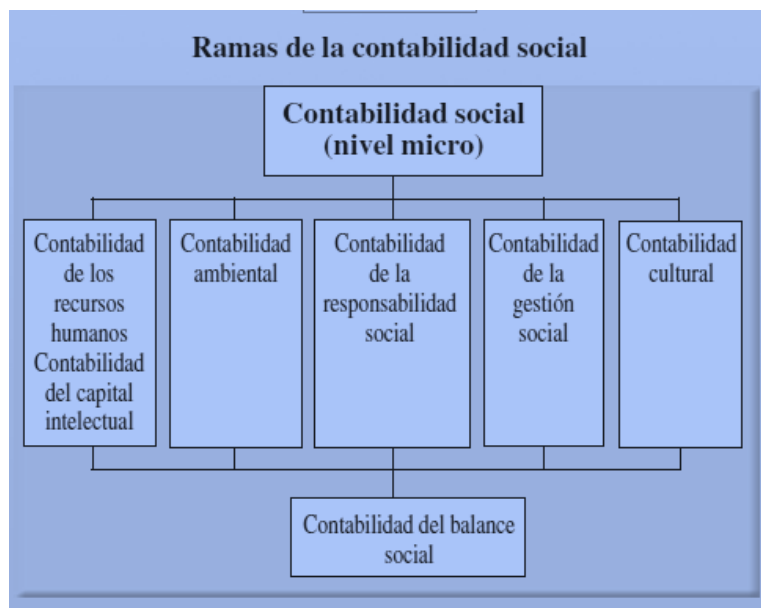 Ramas de la contabilidad social
Contabilidad social
(nivel micro)
Contabilidad
de los
recursos
humanos
Contabilidad
del capital
intelectual
Contabilidad
ambiental
Contabilidad
de la
responsabilidad
social
Contabilidad
de la
gestión
social
Contabilidad
cultural
Contabilidad del balance
social